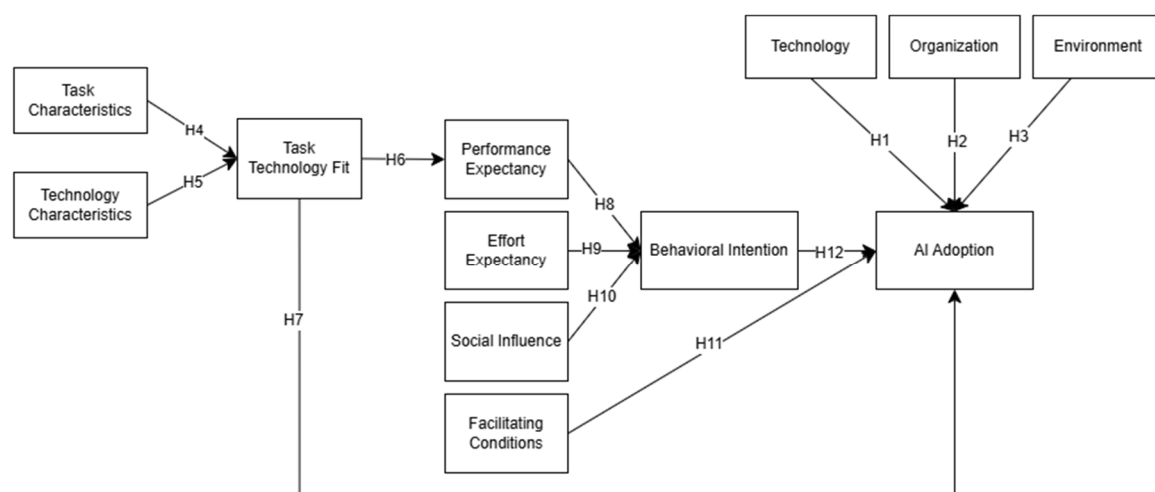 Technology
Organization
Environment
Task
Characteristics
H4
H1
H2
H3
Task
Technology Fit
H6
Performance
Expectancy
Technology
Characteristics
H5
H8
Effort
Expectancy
H9
Behavioral Intention
H12
AI Adoption
H10
H7
Social Influence
H11
Facilitating
Conditions